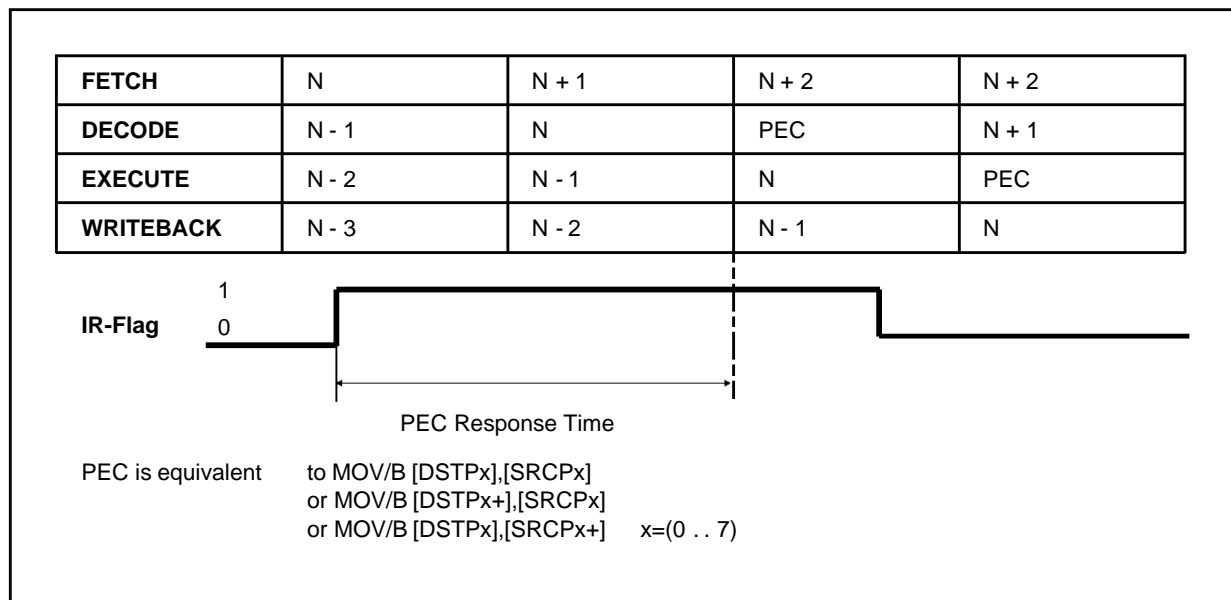 FETCH N N + 1 N + 2 N + 2
DECODE N - 1 N PEC N + 1
EXECUTE N - 2 N - 1 N PEC
WRITEBACK N - 3 N - 2 N - 1 N
1
IR-Flag 0
PEC Response Time
PEC is equivalent to MOV/B [DSTPx],[SRCPx]
or MOV/B [DSTPx+],[SRCPx]
or MOV/B [DSTPx],[SRCPx+] x=(0 . . 7)